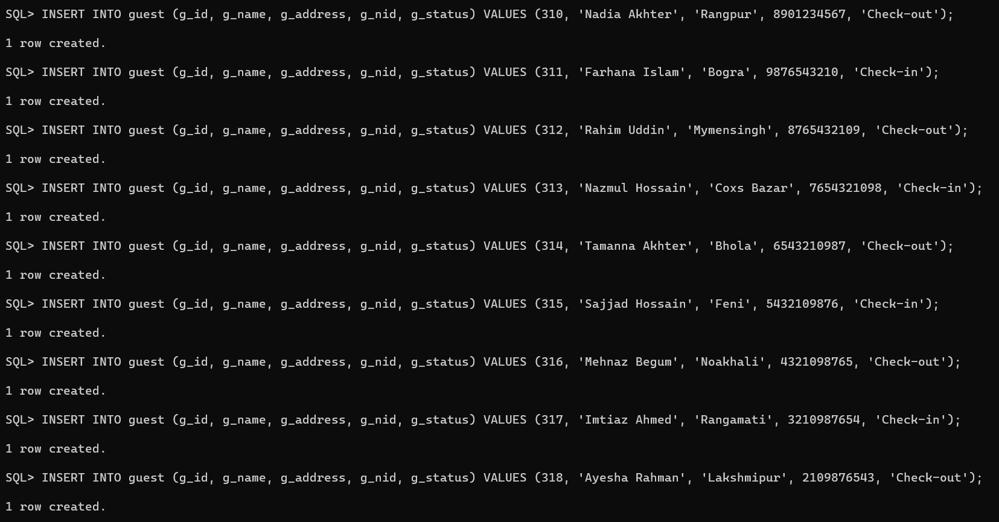 SQL> INSERT INTO guest (g_id, g_name, g_address, g_nid, g_status) VALUES (310, 'Nadia Akhter', 'Rangpur', 8901234567, 'Check-out');
1 row created.
SQL> INSERT INTO guest (g_id, g_name, g_address, g_nid, g_status) VALUES (311, 'Farhana Islam', 'Bogra', 9876543210, 'Check-in');
1 row created.
SQL> INSERT INTO guest (g_id, g_name, g_address, g_nid, g_status) VALUES (312, 'Rahim Uddin', 'Mymensingh', 8765432109, 'Check-out');
1 row created.
SQL> INSERT INTO guest (g_id, g_name, g_address, g_nid, g_status) VALUES (313, 'Nazmul Hossain', 'Coxs Bazar', 7654321098, 'Check-in');
1 row created.
SQL> INSERT INTO guest (g_id, g_name, g_address, g_nid, g_status) VALUES (314, 'Tamanna Akhter', 'Bhola', 6543210987, 'Check-out');
1 row created.
SQL> INSERT INTO guest (g_id, g_name, g_address, g_nid, g_status) VALUES (315, 'Sajjad Hossain', 'Feni', 5432109876, 'Check-in');
1 row created.
SQL> INSERT INTO guest (g_id, g_name, g_address, g_nid, g_status) VALUES (316, 'Mehnaz Begum', 'Noakhali', 4321098765, 'Check-out');
1 row created.
SQL> INSERT INTO guest (g_id, g_name, g_address, g_nid, g_status) VALUES (317, 'Imtiaz Ahmed', 'Rangamati', 3210987654, 'Check-in');
1 row created.
SQL> INSERT INTO guest (g_id, g_name, g_address, g_nid, g_status) VALUES (318, 'Ayesha Rahman', 'Lakshmipur', 2109876543, 'Check-out');
1 row created.